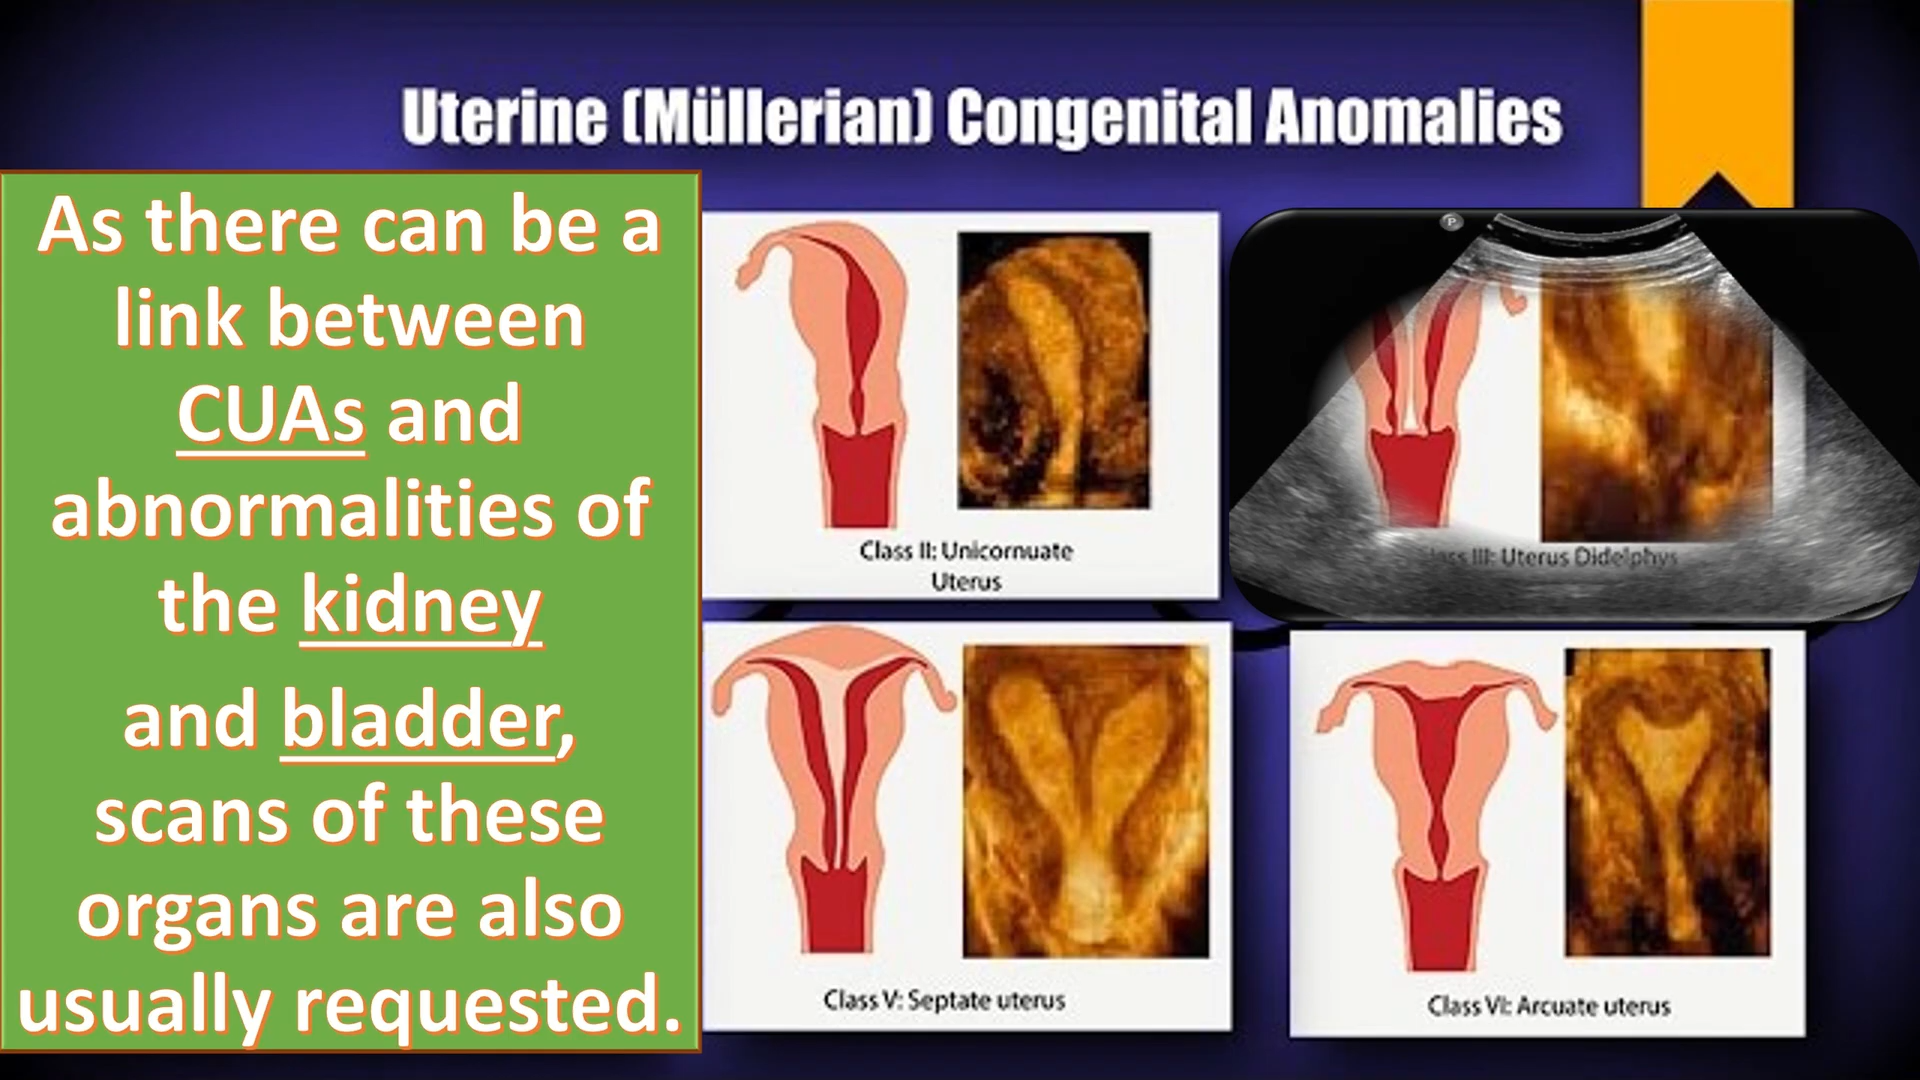 Uterine (Müllerian) Congenital Anomalies
As there can be a
link between
CUAs and
abnormalities of
the kidney
and bladder,
scans of these
organs are also
usually requested.
P
Class II: Unicornuate
Uterus
III: Uterus Didelphys
Class V: Septate uterus
Class VI: Arcuate uterus